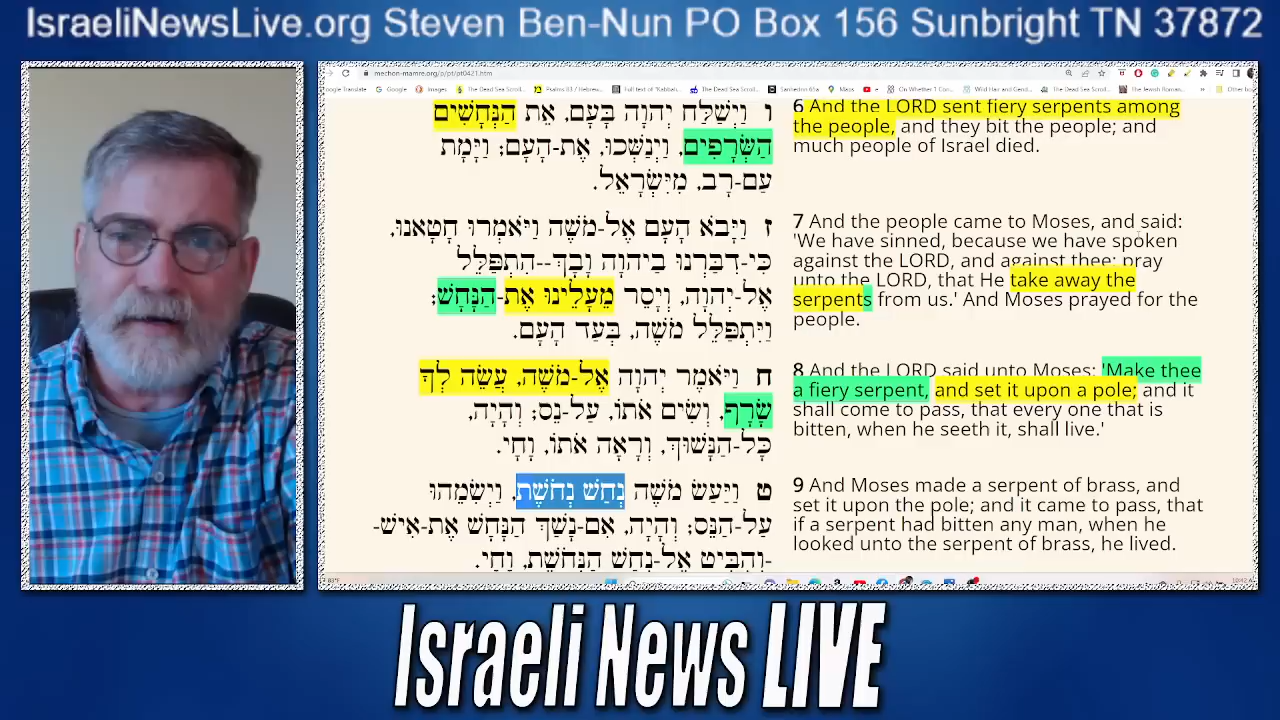 IsraeliNewsLive.org Steven Ben-Nun PO Box 156 Sunbright TN 37872
mechon-mamre.org/p/pt/pt0421.htm
ו וַיְשַׁלַּח יְהוָה בָּעָם, אֵת הַנְּחָשִׁים
הַשְּׂרָפִים, וַיְנַשְּׁכוּ, אֶת-הָעָם; וַיָּמָת
עַם-רָב, מִיִּשְׂרָאֵל.
ז וַיָּבֹא הָעָם אֶל-מֹשֶׁה וַיֹּאמְרוּ חָטָאנוּ,
כִּי-דִבַּרְנוּ בַיהוָה וָבָךְ--הִתְפַּלֵּל
אֶל-יְהוָה, וְיָסֵר מֵעָלֵינוּ אֶת-הַנָּחָשׁ;
וַיִּתְפַּלֵּל מֹשֶׁה, בְּעַד הָעָם.
ח וַיֹּאמֶר יְהוָה אֶל-מֹשֶׁה, עֲשֵׂה לְךָ
שָׂרָף, וְשִׂים אֹתוֹ, עַל-נֵס; וְהָיָה,
כָּל-הַנָּשׁוּךְ, וְרָאָה אֹתוֹ, וָחָי.
ט וַיַּעַשׂ מֹשֶׁה נְחַשׁ נְחֹשֶׁת, וַיְשִׂמֵהוּ
עַל-הַנֵּס; וְהָיָה, אִם-נָשַׁךְ הַנָּחָשׁ אֶת-אִישׁ-
-וְהִבִּיט אֶל-נְחַשׁ הַנְּחֹשֶׁת, וָחָי.
6 And the LORD sent fiery serpents among
the people, and they bit the people; and
much people of Israel died.
7 And the people came to Moses, and said:
'We have sinned, because we have spoken
against the LORD, and against thee; pray
unto the LORD, that He take away the
serpents from us.' And Moses prayed for the
people.
8 And the LORD said unto Moses: 'Make thee
a fiery serpent, and set it upon a pole; and it
shall come to pass, that every one that is
bitten, when he seeth it, shall live.'
9 And Moses made a serpent of brass, and
set it upon the pole; and it came to pass, that
if a serpent had bitten any man, when he
looked unto the serpent of brass, he lived.
Israeli News LIVE